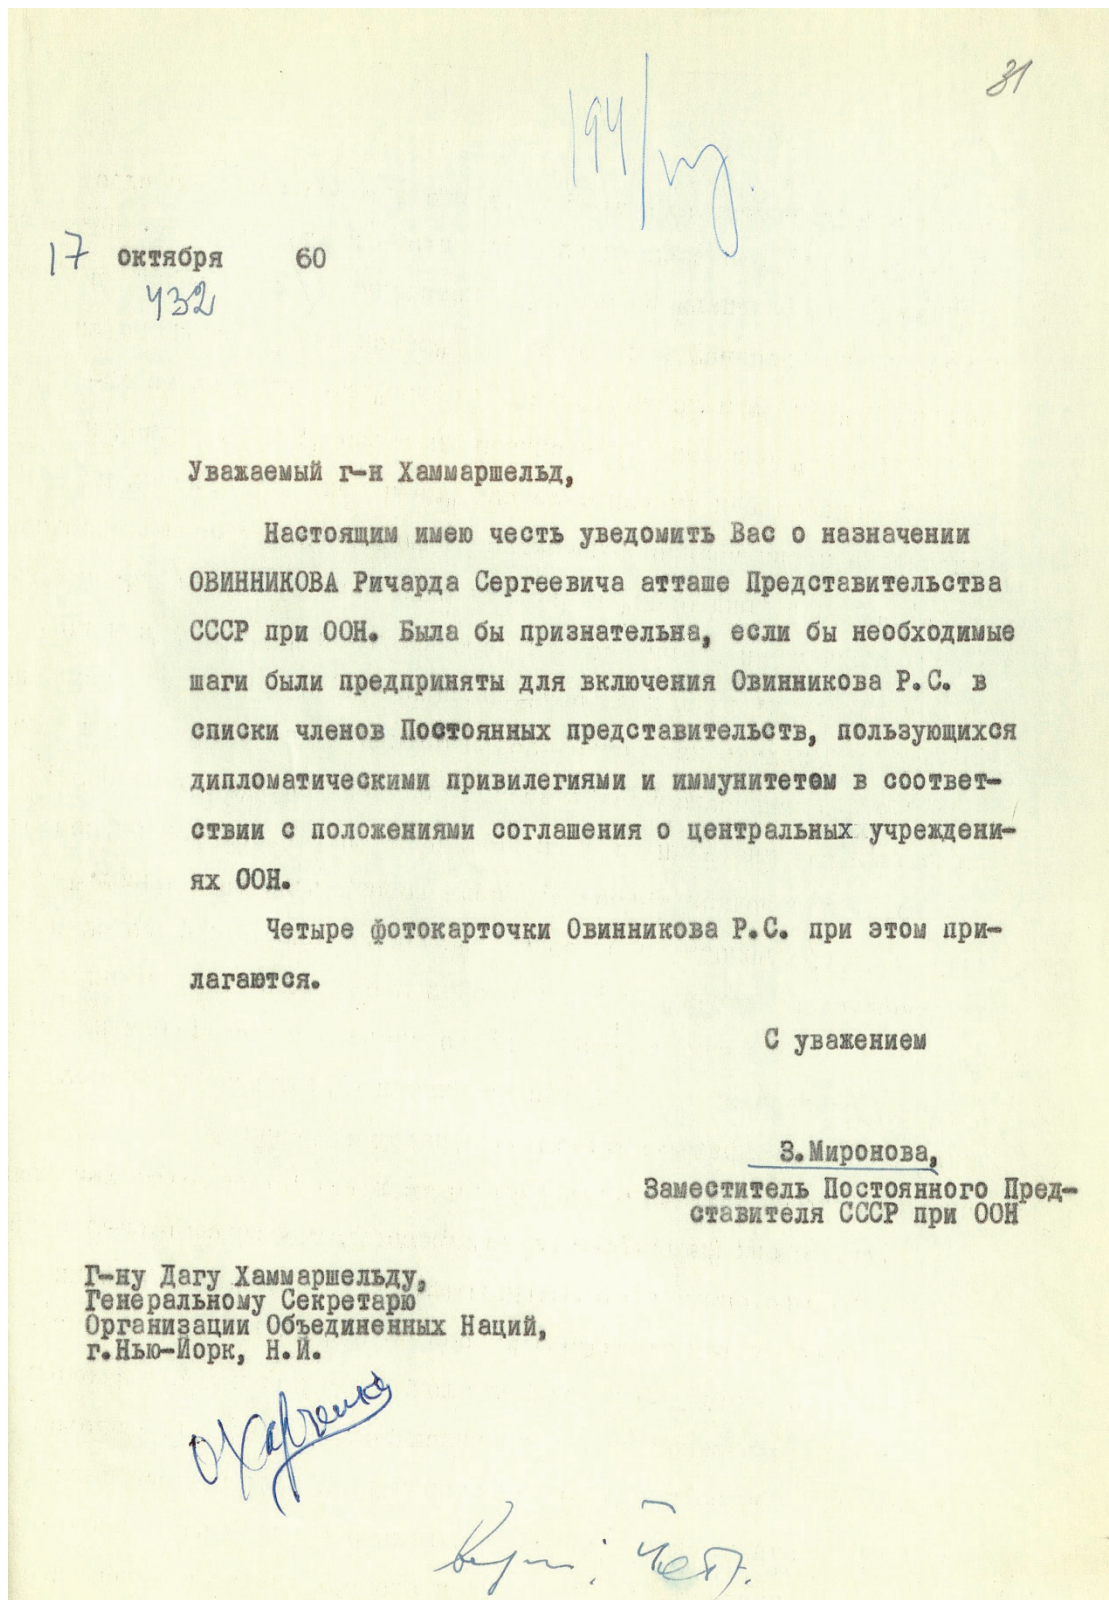 31
194/
17 октября 60
432
Уважаемый г-н Хаммаршельд,
Настоящим имею честь уведомить Вас о назначении
ОВИННИКОВА Ричарда Сергеевича атташе Представительства
СССР при ООН. Была бы признательна, если бы необходимые
шаги были предприняты для включения Овинникова Р.С. в
списки членов Постоянных представительств, пользующихся
дипломатическими привилегиями и иммунитетом в соответ-
ствии с положениями соглашения о центральных учреждени-
ях ООН.
Четыре фотокарточки Овинникова Р.С. при этом при-
лагаются.
С уважением
З.Миронова,
Заместитель Постоянного Пред-
ставителя СССР при ООН
Г-ну Дагу Хаммаршельду,
Генеральному Секретарю
Организации Объединенных Наций,
г.Нью-Йорк, Н.Й.